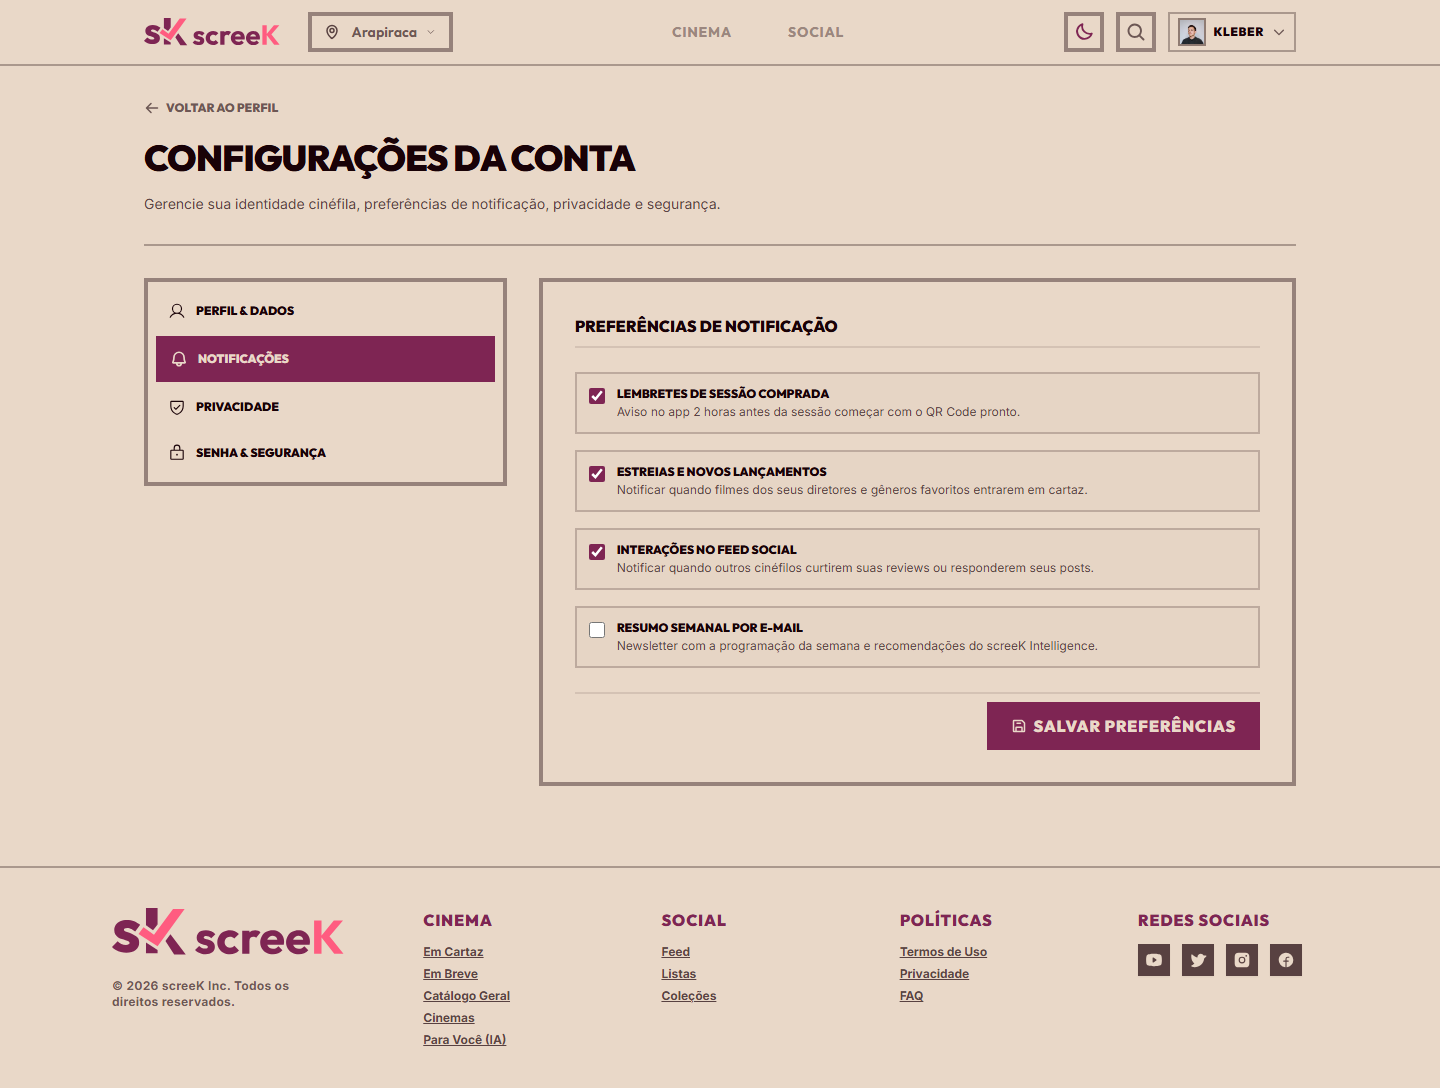 sK screeK
Arapiraca
CINEMA
SOCIAL
KLEBER
VOLTAR AO PERFIL
CONFIGURAÇÕES DA CONTA
Gerencie sua identidade cinéfila, preferências de notificação, privacidade e segurança.
PERFIL & DADOS
NOTIFICAÇÕES
PRIVACIDADE
SENHA & SEGURANÇA
PREFERÊNCIAS DE NOTIFICAÇÃO
LEMBRETES DE SESSÃO COMPRADA
Aviso no app 2 horas antes da sessão começar com o QR Code pronto.
ESTREIAS E NOVOS LANÇAMENTOS
Notificar quando filmes dos seus diretores e gêneros favoritos entrarem em cartaz.
INTERAÇÕES NO FEED SOCIAL
Notificar quando outros cinéfilos curtirem suas reviews ou responderem seus posts.
RESUMO SEMANAL POR E-MAIL
Newsletter com a programação da semana e recomendações do screeK Intelligence.
SALVAR PREFERÊNCIAS
sK screeK
© 2026 screeK Inc. Todos os
direitos reservados.
CINEMA
Em Cartaz
Em Breve
Catálogo Geral
Cinemas
Para Você (IA)
SOCIAL
Feed
Listas
Coleções
POLÍTICAS
Termos de Uso
Privacidade
FAQ
REDES SOCIAIS